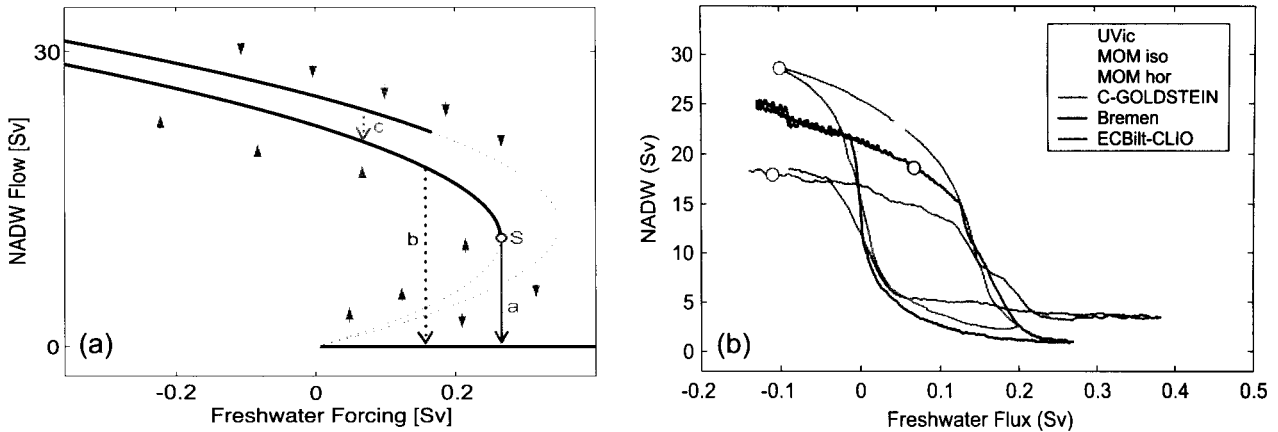 30
0
NADW Flow [Sv]
c
S
b
a
(a)
-0.2
0
0.2
Freshwater Forcing [Sv]
35
30
25
20
15
10
5
0
NADW (Sv)
UVic
MOM iso
MOM hor
C-GOLDSTEIN
Bremen
ECBilt-CLIO
(b)
-0.2
-0.1
0
0.1
0.2
0.3
0.4
0.5
Freshwater Flux (Sv)